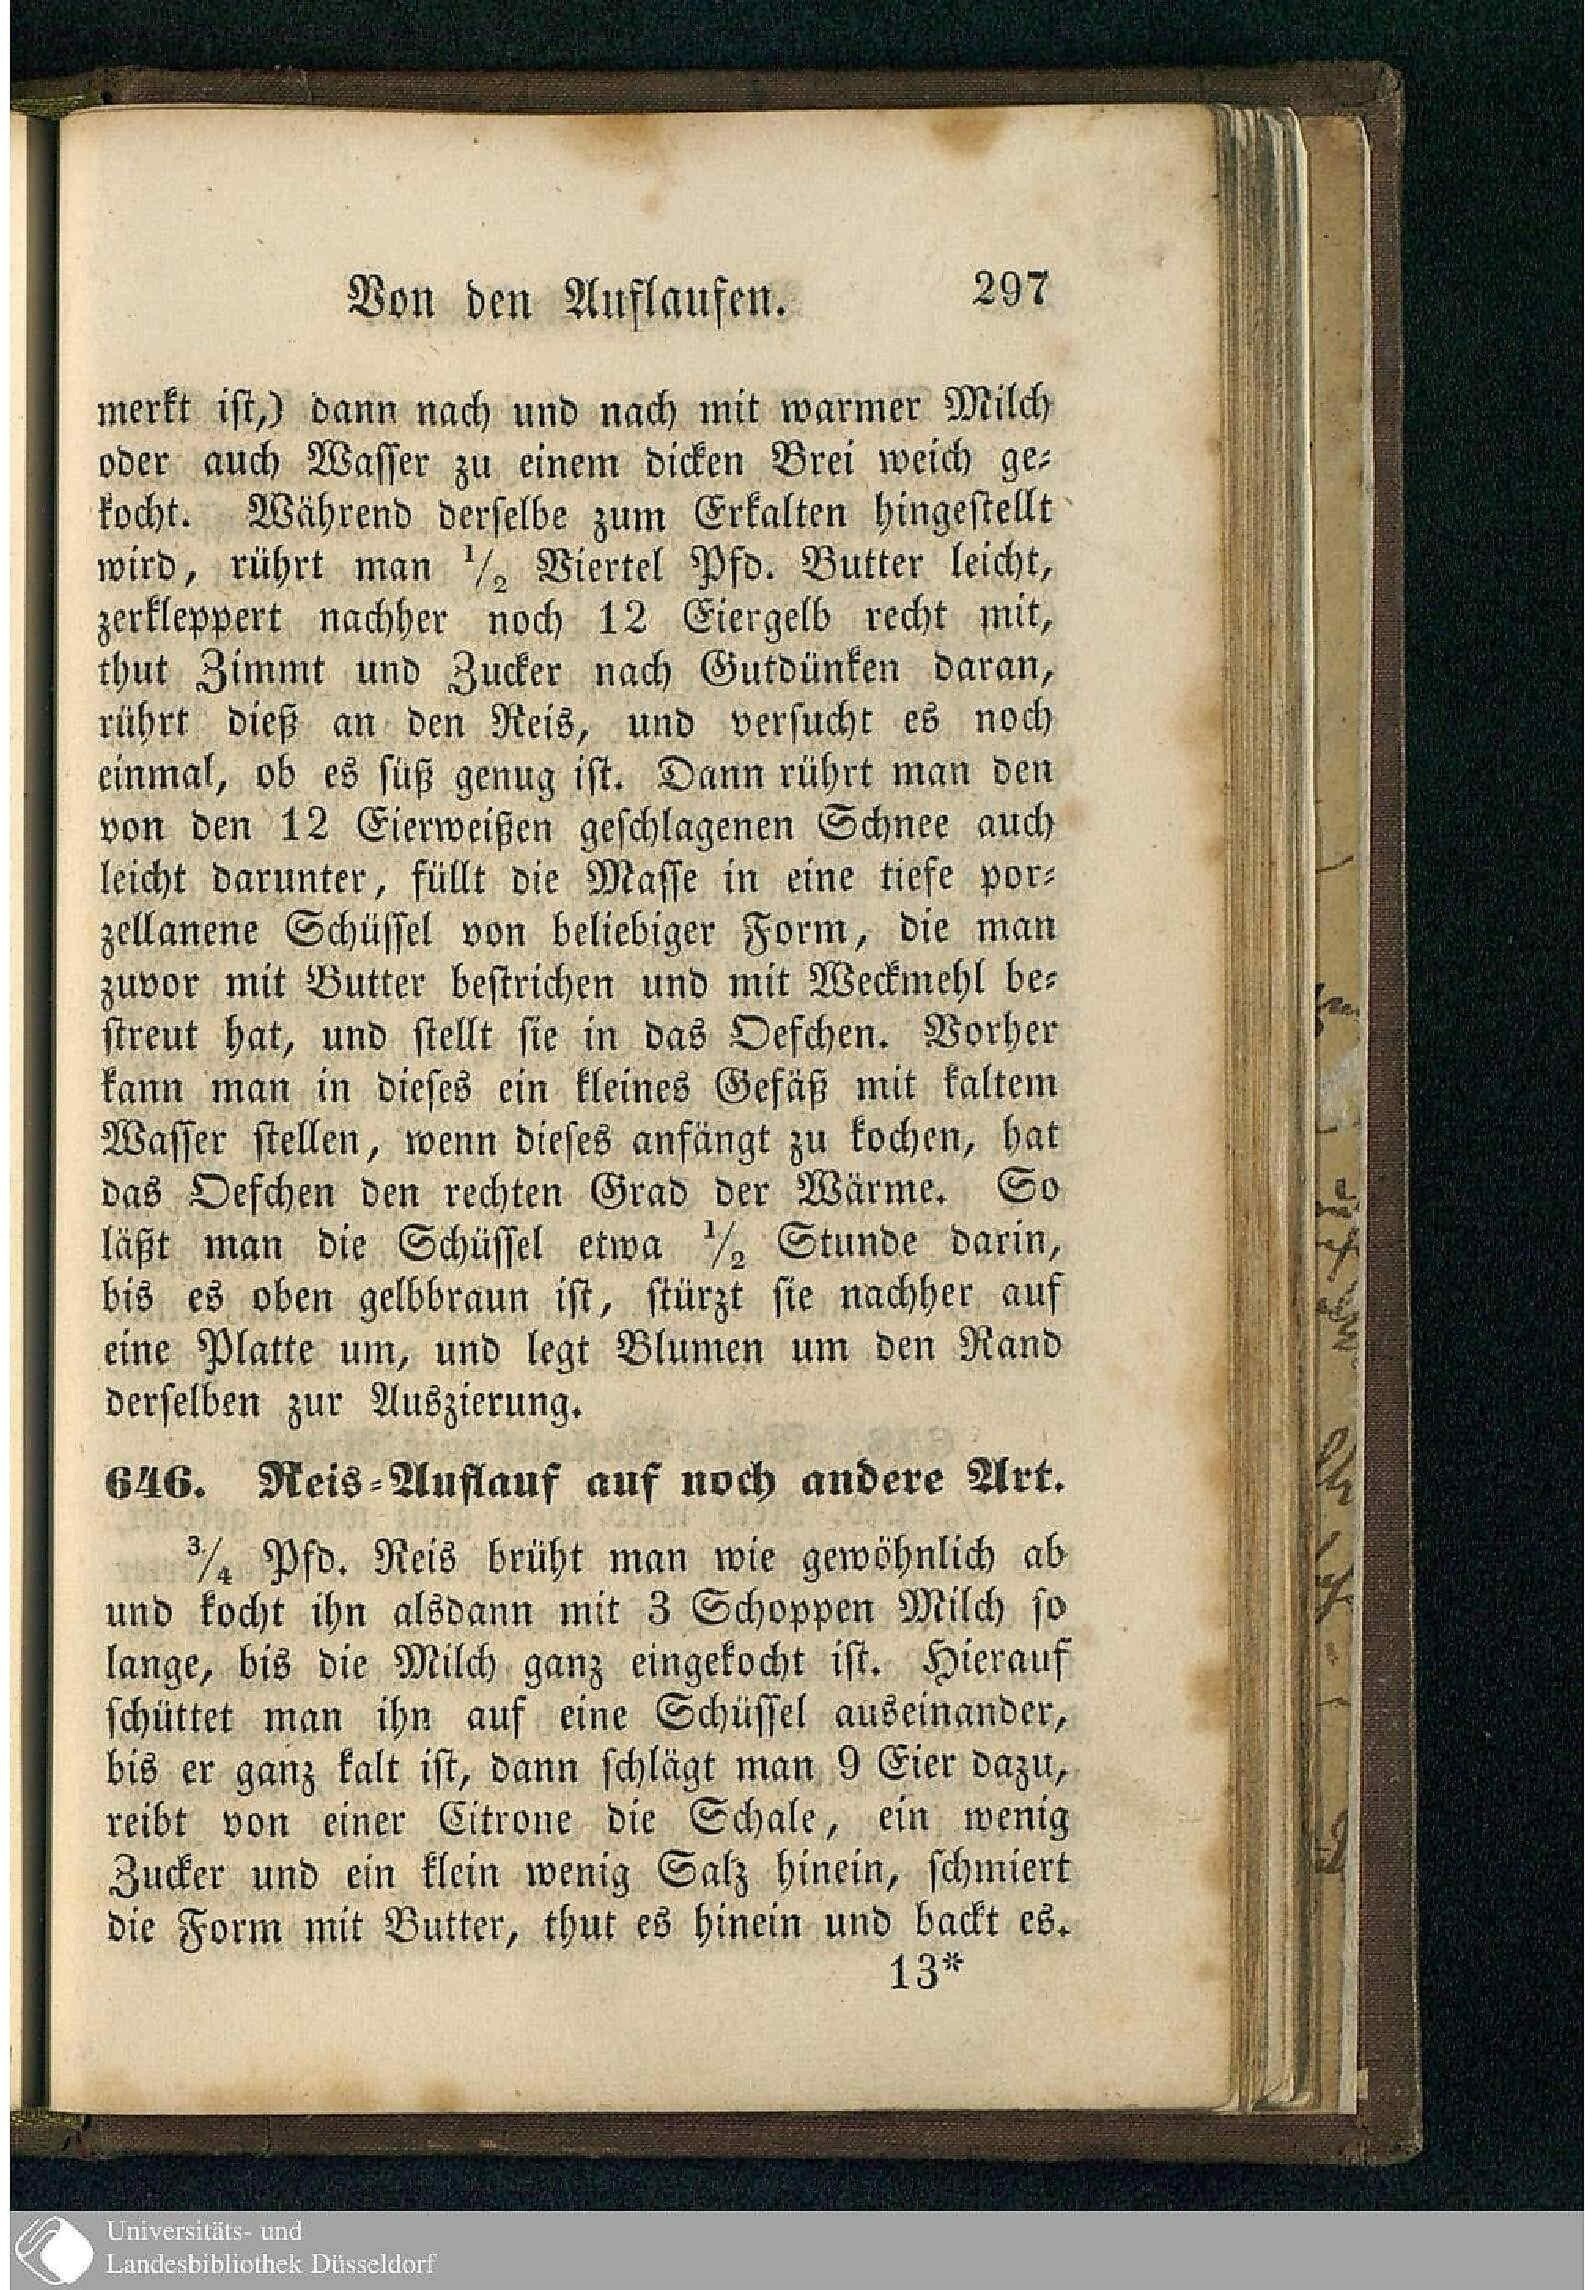 Von den Auflaufen. 297
merkt ist,) dann nach und nach mit warmer Milch
oder auch Wasser zu einem dicken Brei weich ge-
kocht. Während derselbe zum Erkalten hingestellt
wird, rührt man 1/2 Viertel Pfd. Butter leicht,
zerkleppert nachher noch 12 Eiergelb recht mit,
thut Zimmt und Zucker nach Gutdünken daran,
rührt dieß an den Reis, und versucht es noch
einmal, ob es süß genug ist. Dann rührt man den
von den 12 Eierweißen geschlagenen Schnee auch
leicht darunter, füllt die Masse in eine tiefe por-
zellanene Schüssel von beliebiger Form, die man
zuvor mit Butter bestrichen und mit Weckmehl be-
streut hat, und stellt sie in das Oefchen. Vorher
kann man in dieses ein kleines Gefäß mit kaltem
Wasser stellen, wenn dieses anfängt zu kochen, hat
das Oefchen den rechten Grad der Wärme. So
läßt man die Schüssel etwa 1/2 Stunde darin,
bis es oben gelbbraun ist, stürzt sie nachher auf
eine Platte um, und legt Blumen um den Rand
derselben zur Auszierung.
646. Reis-Auflauf auf noch andere Art.
3/4 Pfd. Reis brüht man wie gewöhnlich ab
und kocht ihn alsdann mit 3 Schoppen Milch so
lange, bis die Milch ganz eingekocht ist. Hierauf
schüttet man ihn auf eine Schüssel auseinander,
bis er ganz kalt ist, dann schlägt man 9 Eier dazu,
reibt von einer Citrone die Schale, ein wenig
Zucker und ein klein wenig Salz hinein, schmiert
die Form mit Butter, thut es hinein und backt es.
13*
Universitäts- und
Landesbibliothek Düsseldorf